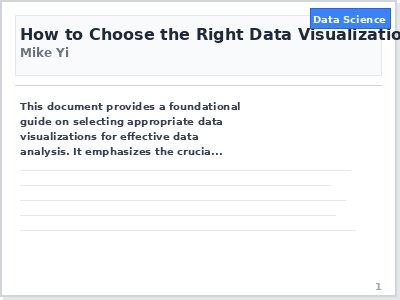 Data Science
How to Choose the Right Data Visualizatio
Mike Yi
This document provides a foundational
guide on selecting appropriate data
visualizations for effective data
analysis. It emphasizes the crucia...
1